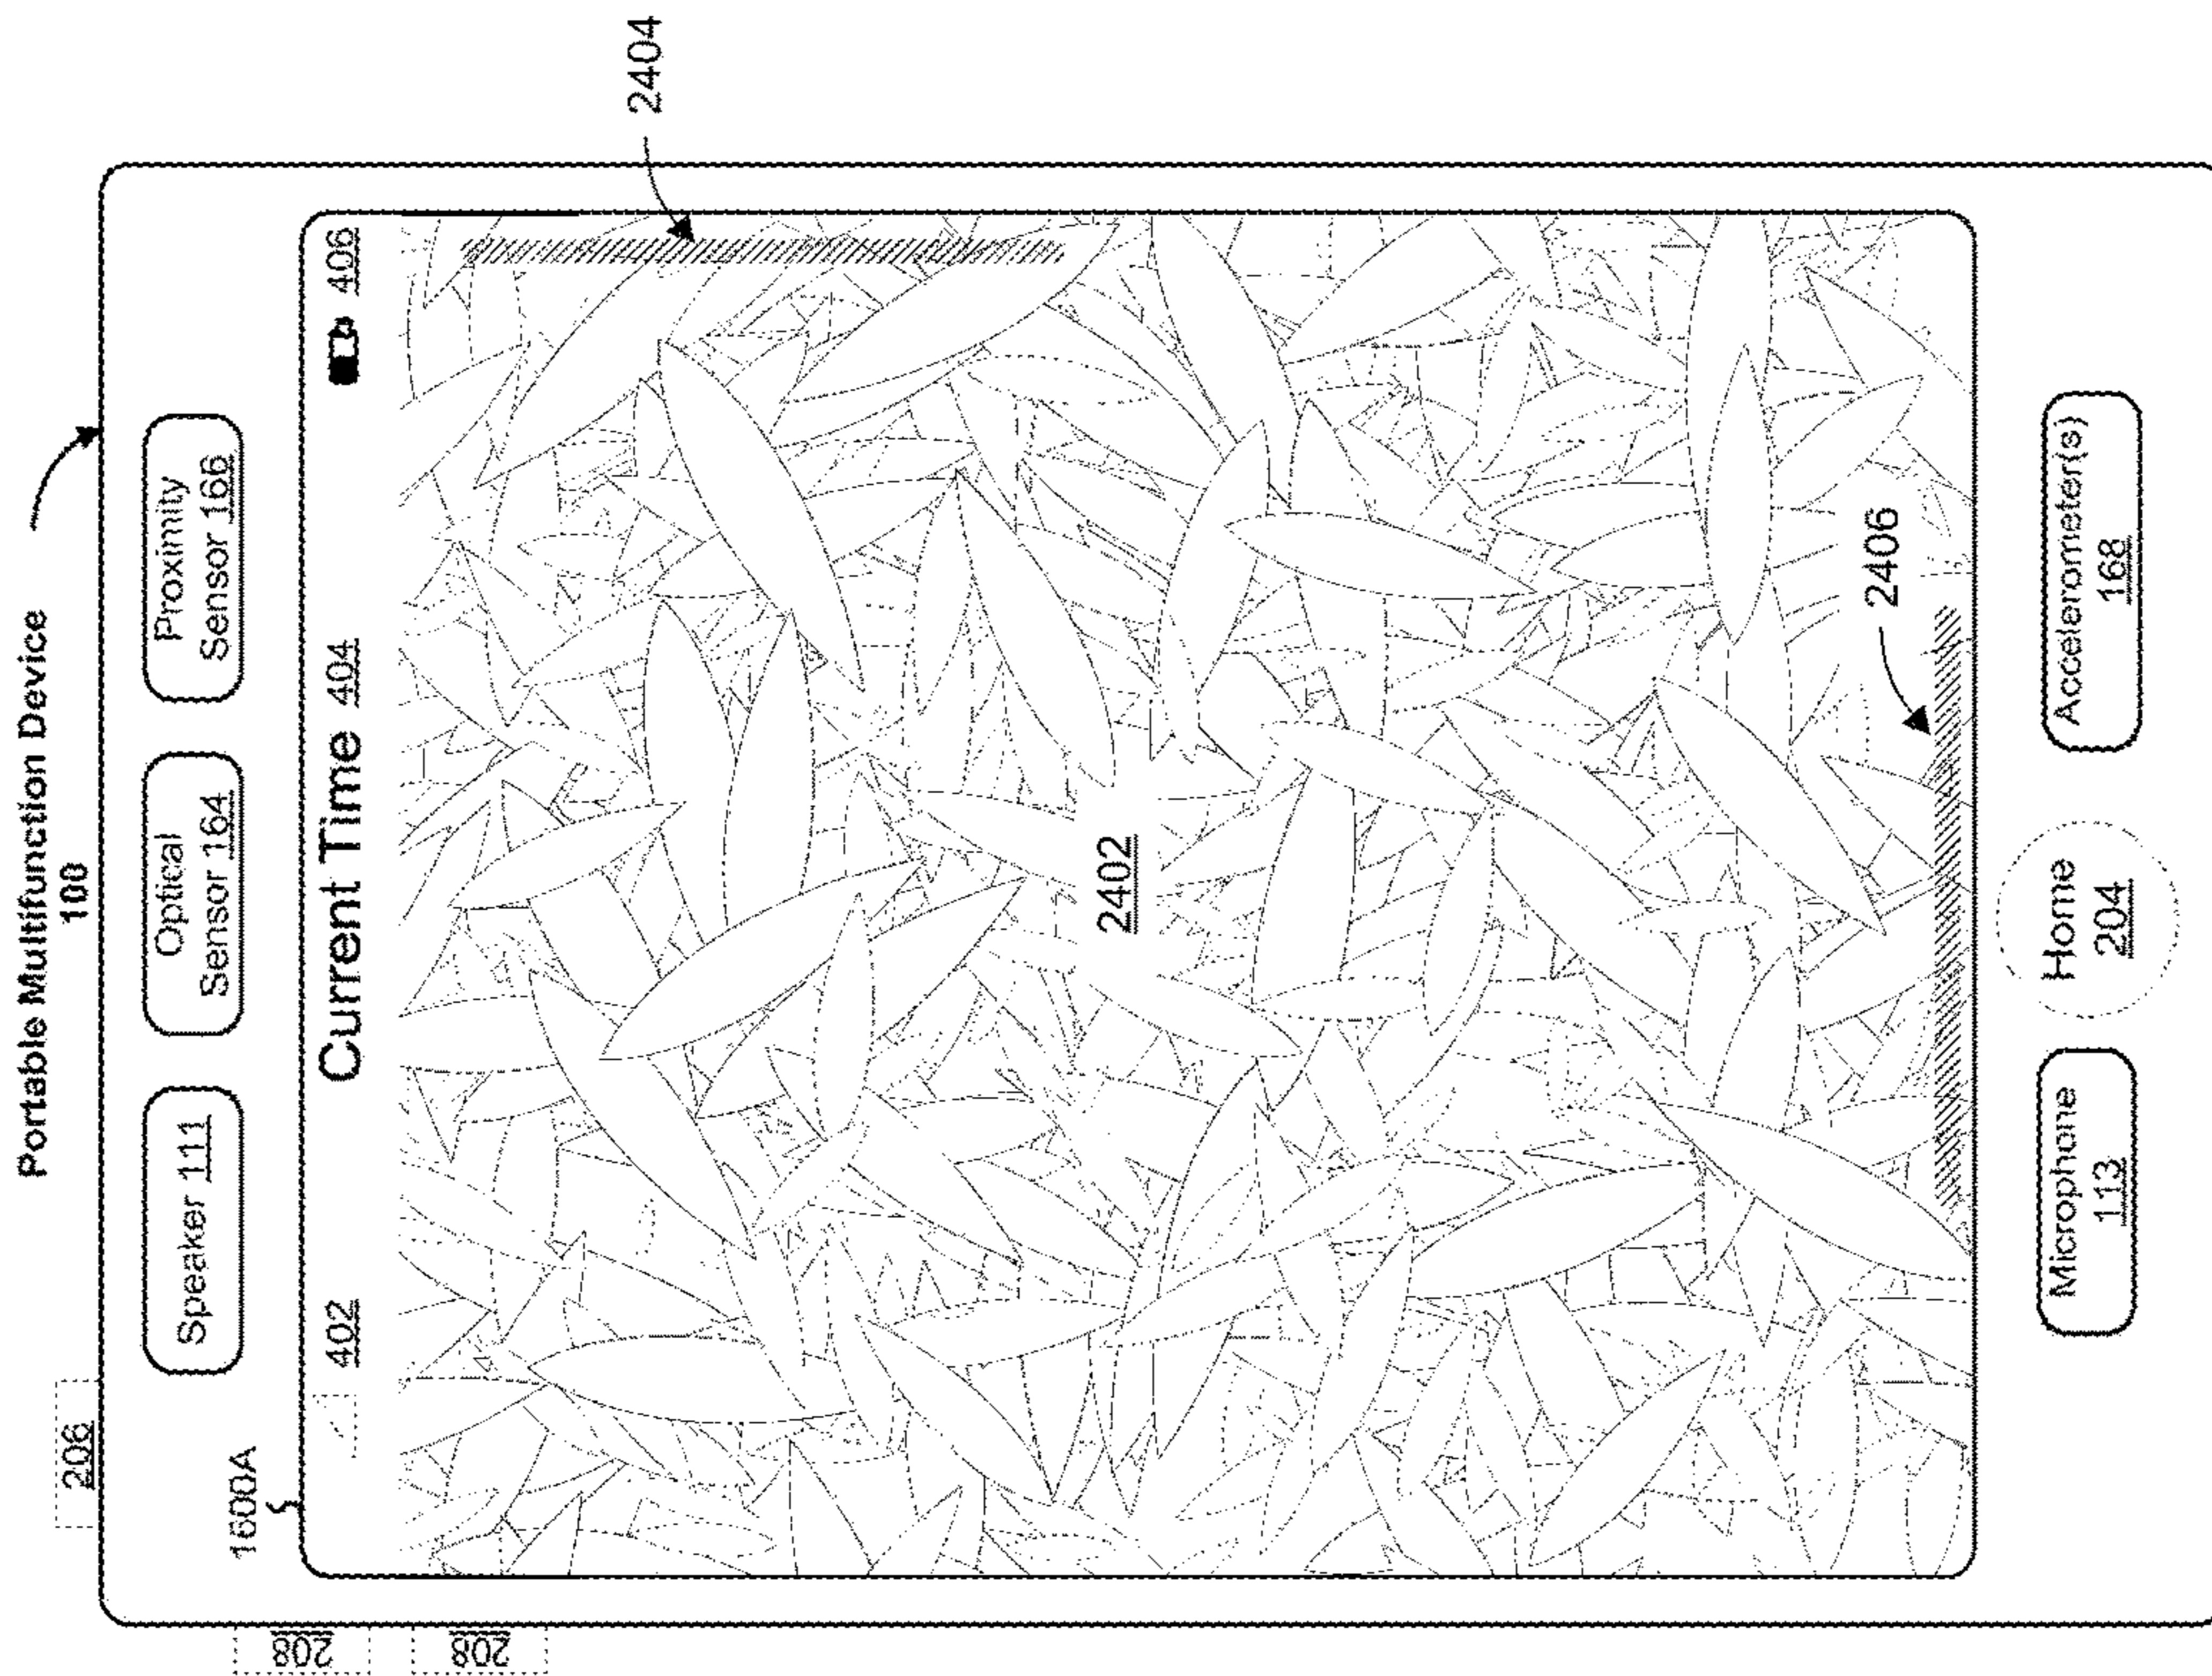 Portable Multifunction Device
100
206
Speaker 111
Optical
Sensor 164
Proximity
Sensor 166
1600A
402
Current Time 404
406
208
208
2404
2402
2406
Microphone
113
Home
204
Accelerometer(s)
168